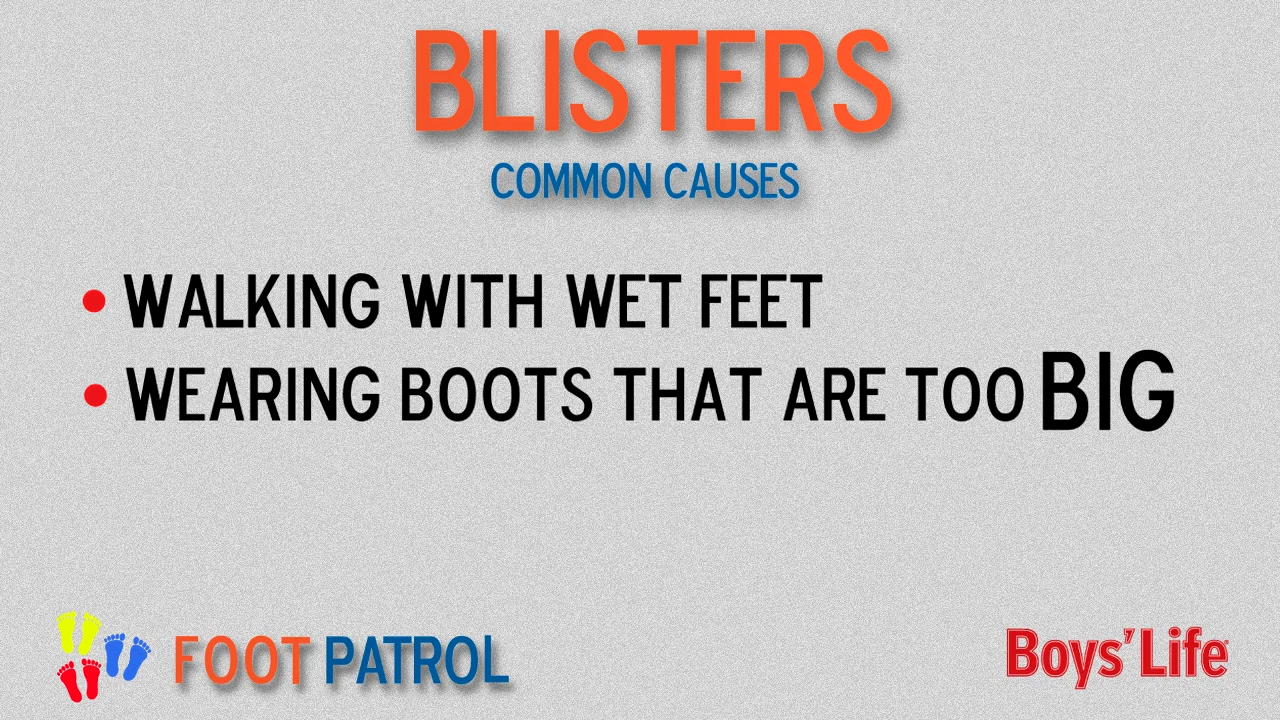 BLISTERS
COMMON CAUSES
• WALKING WITH WET FEET
• WEARING BOOTS THAT ARE TOO BIG
FOOT PATROL
Boys' Life